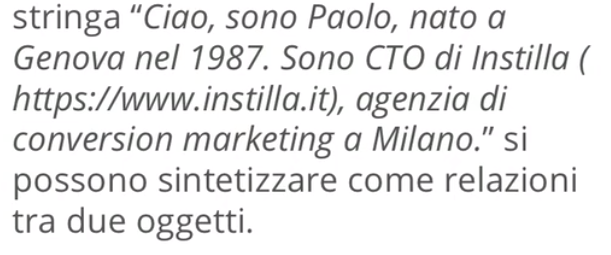 stringa “Ciao, sono Paolo, nato a
Genova nel 1987. Sono CTO di Instilla (
https://www.instilla.it), agenzia di
conversion marketing a Milano.” si
possono sintetizzare come relazioni
tra due oggetti.